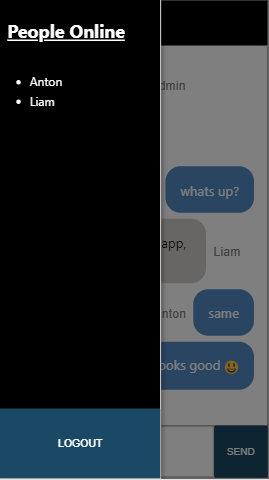 People Online
Anton
Liam
LOGOUT
dmin
whats up?
app,
Liam
nton
same
ooks good 😃
SEND